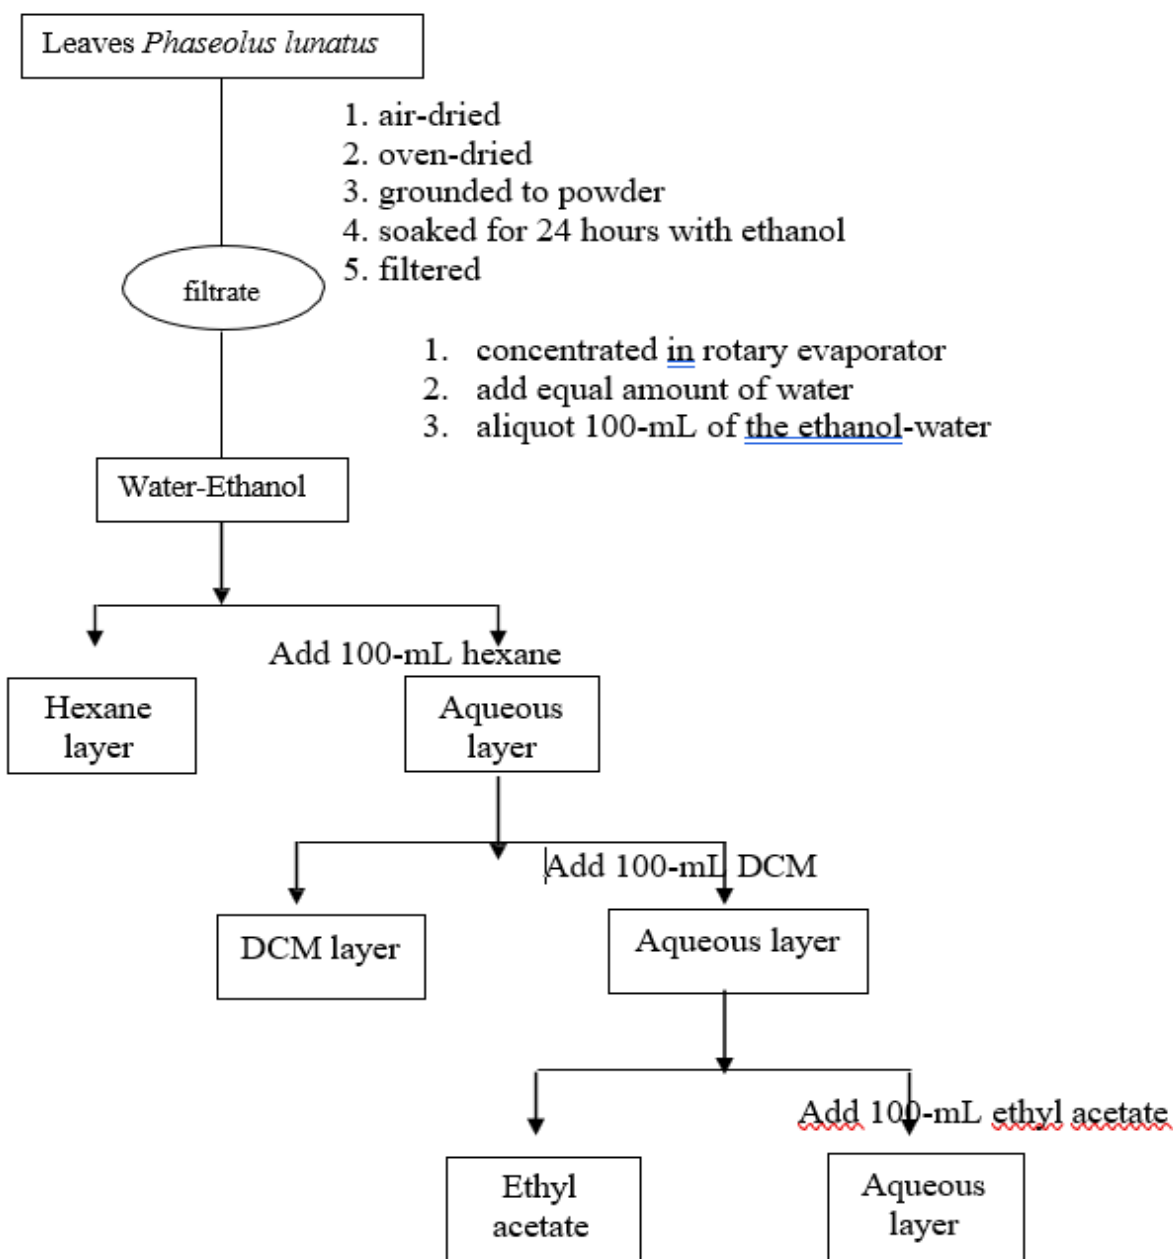 Leaves Phaseolus lunatus
1. air-dried
2. oven-dried
3. grounded to powder
4. soaked for 24 hours with ethanol
5. filtered
filtrate
1. concentrated in rotary evaporator
2. add equal amount of water
3. aliquot 100-mL of the ethanol-water
Water-Ethanol
Add 100-mL hexane
Hexane
layer
Aqueous
layer
Add 100-mL DCM
DCM layer
Aqueous layer
Add 100-mL ethyl acetate
Ethyl
acetate
Aqueous
layer